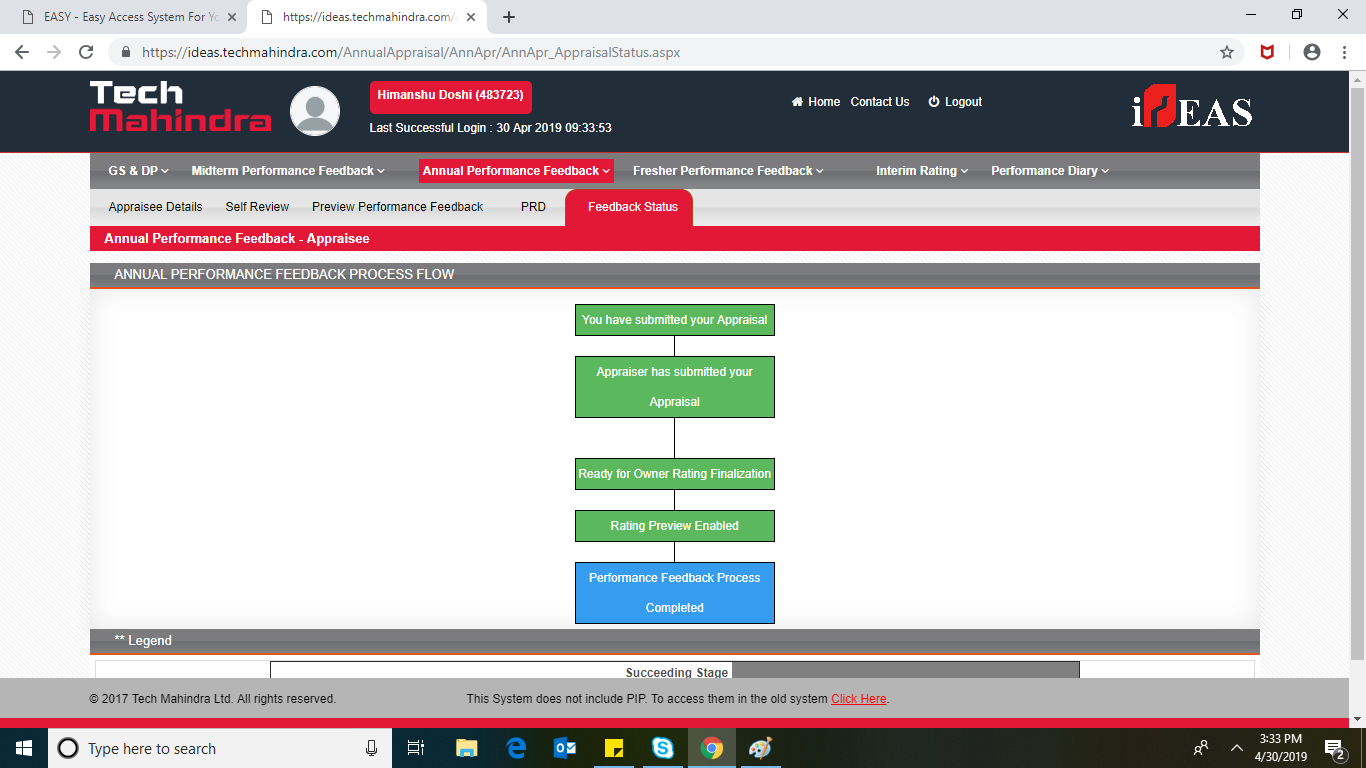 EASY - Easy Access System For Yo
https://ideas.techmahindra.com/
https://ideas.techmahindra.com/AnnualAppraisal/AnnApr/AnnApr_AppraisalStatus.aspx
Tech
Mahindra
Himanshu Doshi (483723)
Last Successful Login : 30 Apr 2019 09:33:53
Home Contact Us Logout
iDEAS
GS & DP Midterm Performance Feedback Annual Performance Feedback Fresher Performance Feedback Interim Rating Performance Diary
Appraisee Details Self Review Preview Performance Feedback PRD Feedback Status
Annual Performance Feedback - Appraisee
ANNUAL PERFORMANCE FEEDBACK PROCESS FLOW
You have submitted your Appraisal
Appraiser has submitted your
Appraisal
Ready for Owner Rating Finalization
Rating Preview Enabled
Performance Feedback Process
Completed
** Legend
Succeeding Stage
© 2017 Tech Mahindra Ltd. All rights reserved. This System does not include PIP. To access them in the old system Click Here.
Type here to search
3:33 PM
4/30/2019
2